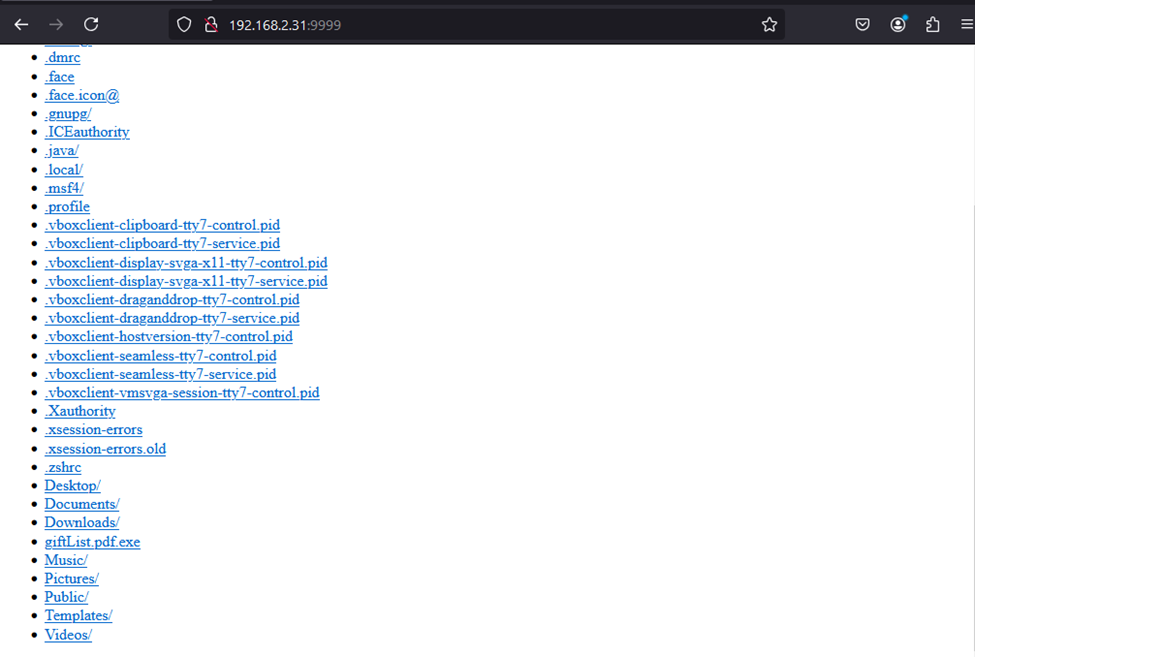 192.168.2.31:9999
.dmrc
.face
.face.icon@
.gnupg/
.ICEauthority
.java/
.local/
.msf4/
.profile
.vboxclient-clipboard-tty7-control.pid
.vboxclient-clipboard-tty7-service.pid
.vboxclient-display-svga-x11-tty7-control.pid
.vboxclient-display-svga-x11-tty7-service.pid
.vboxclient-draganddrop-tty7-control.pid
.vboxclient-draganddrop-tty7-service.pid
.vboxclient-hostversion-tty7-control.pid
.vboxclient-seamless-tty7-control.pid
.vboxclient-seamless-tty7-service.pid
.vboxclient-vmsvga-session-tty7-control.pid
.Xauthority
.xsession-errors
.xsession-errors.old
.zshrc
Desktop/
Documents/
Downloads/
giftList.pdf.exe
Music/
Pictures/
Public/
Templates/
Videos/